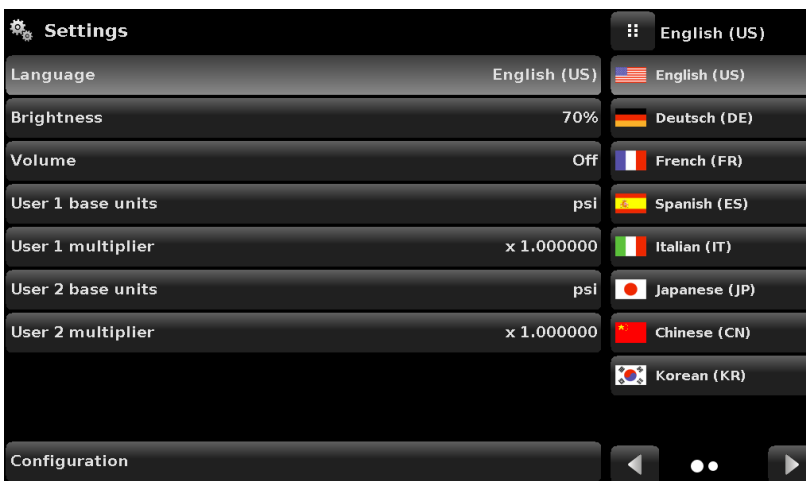 Settings
Language English (US)
Brightness 70%
Volume Off
User 1 base units psi
User 1 multiplier x 1.000000
User 2 base units psi
User 2 multiplier x 1.000000
Configuration
English (US)
English (US)
Deutsch (DE)
French (FR)
Spanish (ES)
Italian (IT)
Japanese (JP)
Chinese (CN)
Korean (KR)